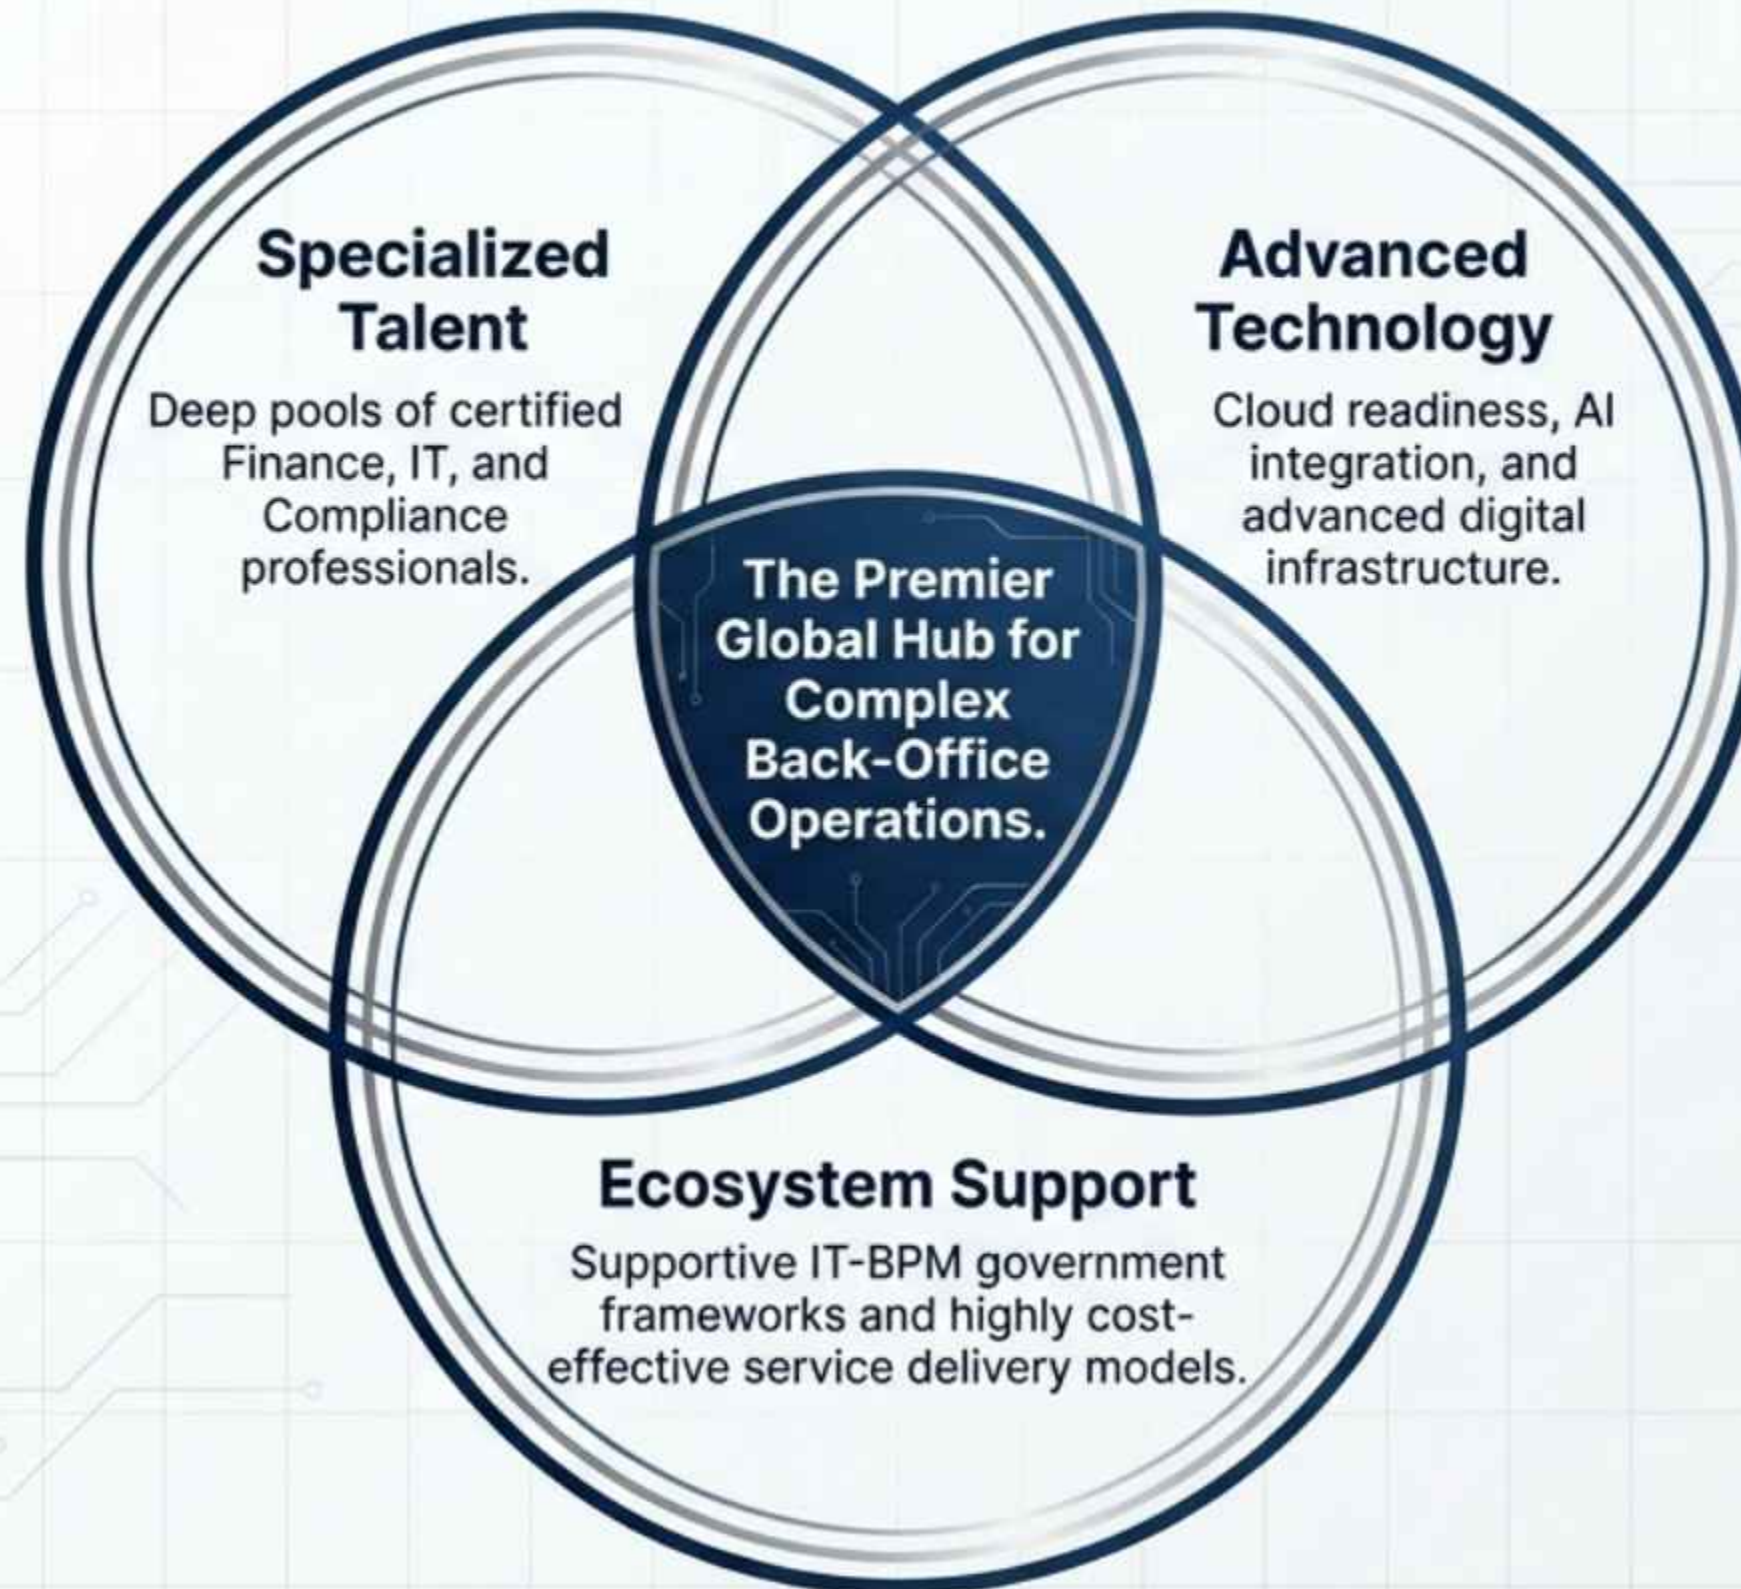 Specialized
Talent
Deep pools of certified
Finance, IT, and
Compliance
professionals.
Advanced
Technology
Cloud readiness, AI
integration, and
advanced digital
infrastructure.
The Premier
Global Hub for
Complex
Back-Office
Operations.
Ecosystem Support
Supportive IT-BPM government
frameworks and highly cost-
effective service delivery models.